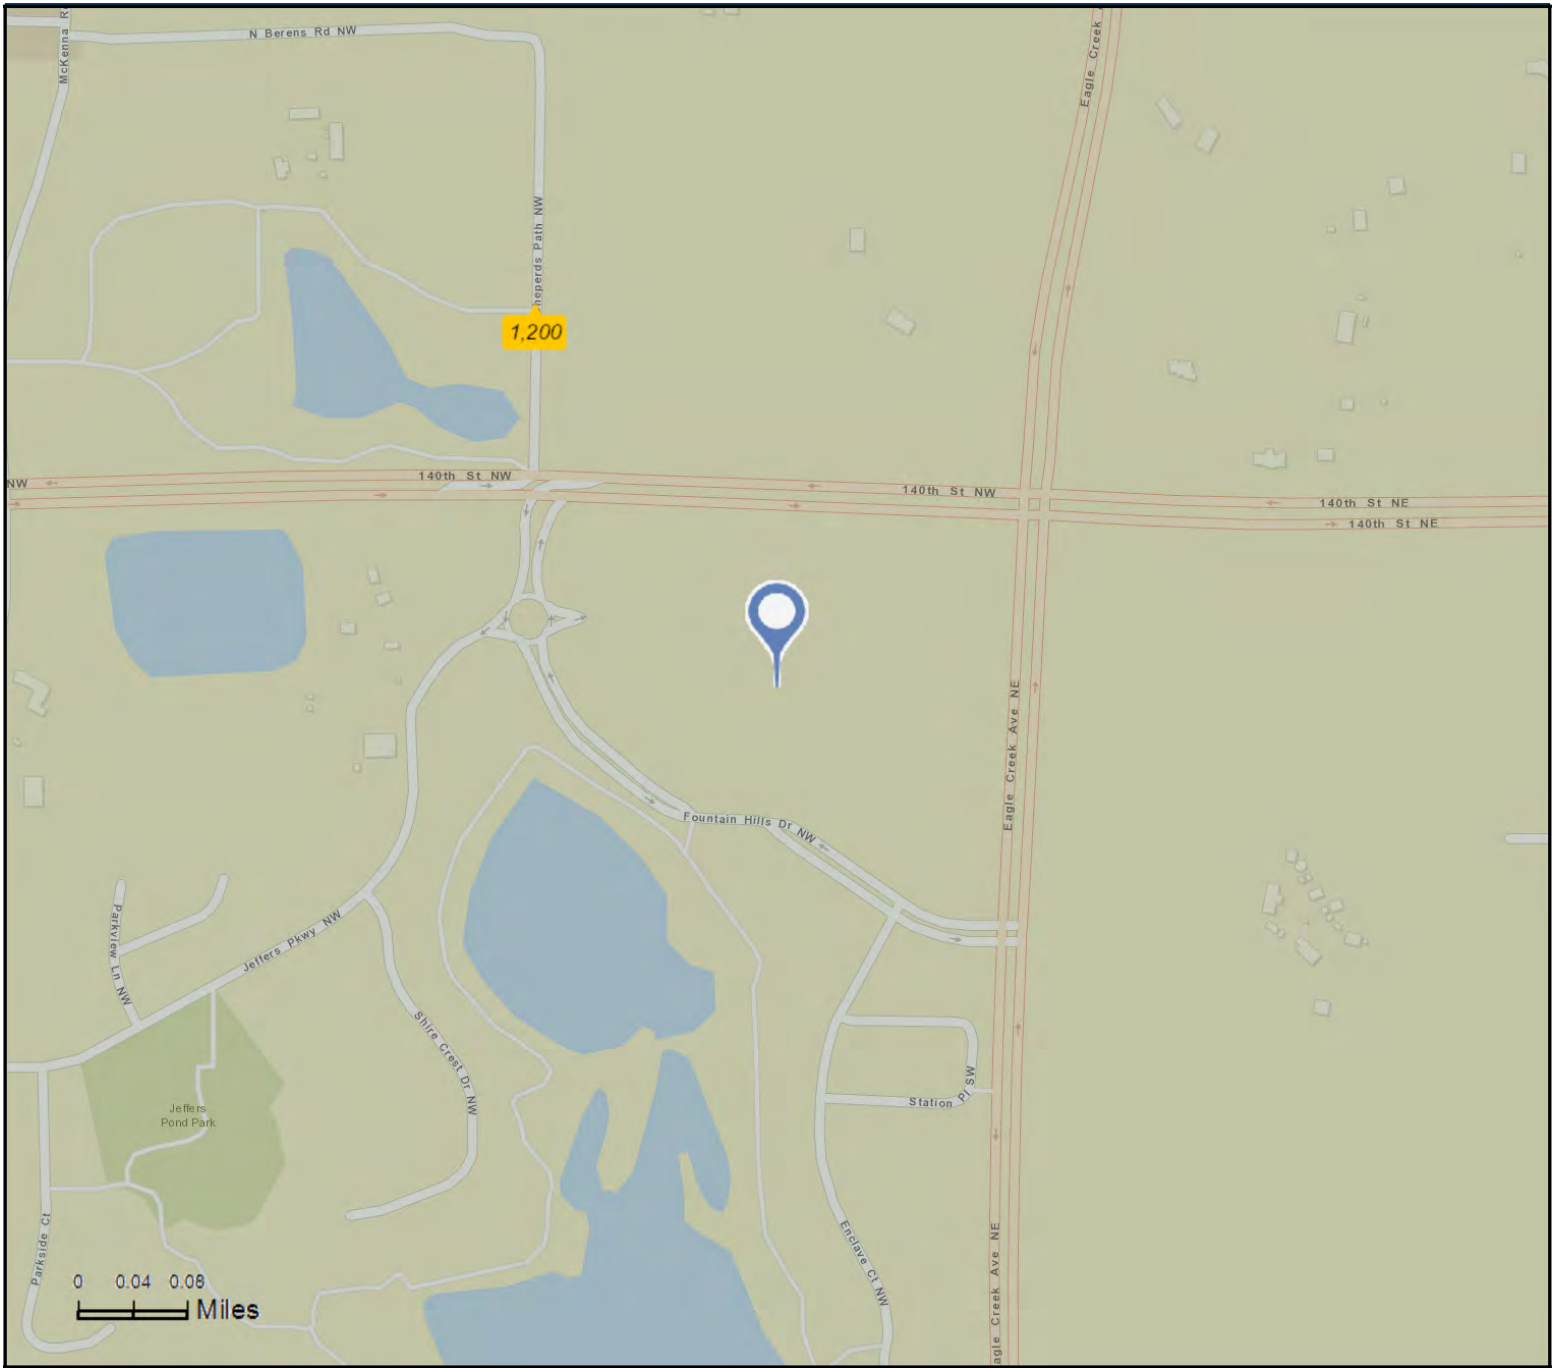 N Berens Rd NW
McKenna R
Eagle Creek
heperds Path NW
1,200
140th St NW
NW
140th St NW
140th St NE
140th St NE
Eagle Creek Ave NE
Fountain Hills Dr NW
Parkview Ln NW
Jeffers Pkwy NW
Shire Crest Dr NW
Station Pl SW
Jeffers
Pond Park
Parkside Ct
Enclave Ct NW
agle Creek Ave NE
0 0.04 0.08
Miles